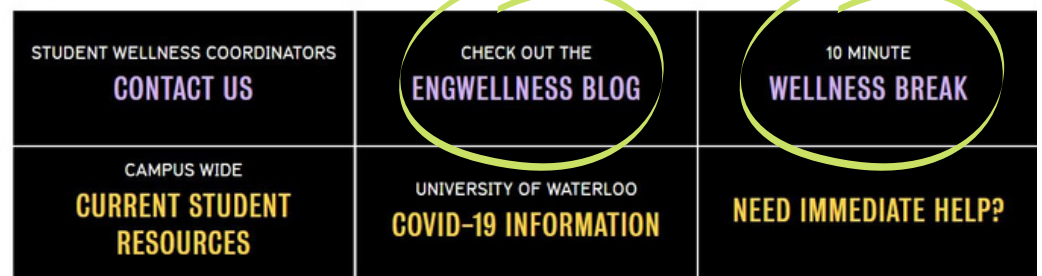 STUDENT WELLNESS COORDINATORS
CONTACT US
CHECK OUT THE
ENGWELLNESS BLOG
10 MINUTE
WELLNESS BREAK
CAMPUS WIDE
CURRENT STUDENT
RESOURCES
UNIVERSITY OF WATERLOO
COVID-19 INFORMATION
NEED IMMEDIATE HELP?